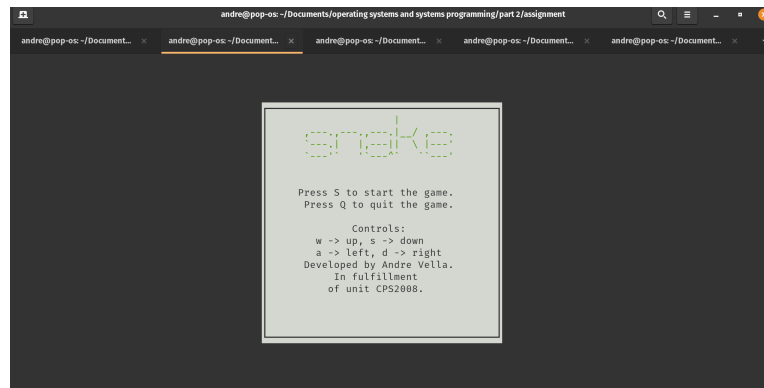 andre@pop-os: ~/Documents/operating systems and systems programming/part 2/assignment
andre@pop-os: ~/Document... × andre@pop-os: ~/Document... × andre@pop-os: ~/Document... × andre@pop-os: ~/Document... × andre@pop-os: ~/Document... ×
snake
Press S to start the game.
Press Q to quit the game.
Controls:
w -> up, s -> down
a -> left, d -> right
Developed by Andre Vella.
In fulfillment
of unit CPS2008.